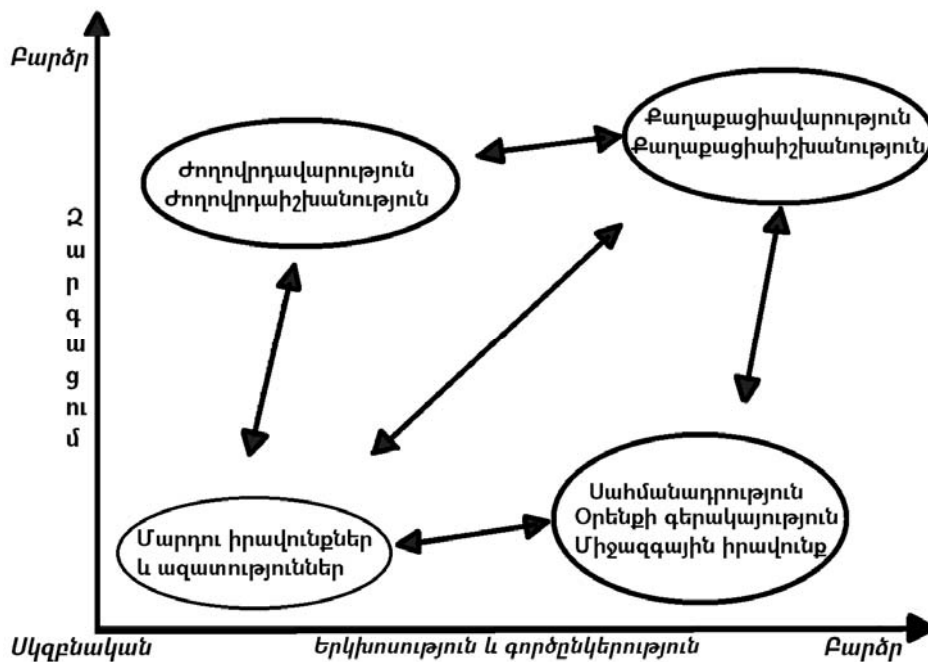 Բարձր
Քաղաքացիավարություն
Քաղաքացիաիշխանություն
Ժողովրդավարություն
Ժողովրդաիշխանություն
Զարգացում
Սահմանադրություն
Օրենքի գերակայություն
Միջազգային իրավունք
Մարդու իրավունքներ
և ազատություններ
Սկզբնական
Երկխոսություն և գործընկերություն
Բարձր